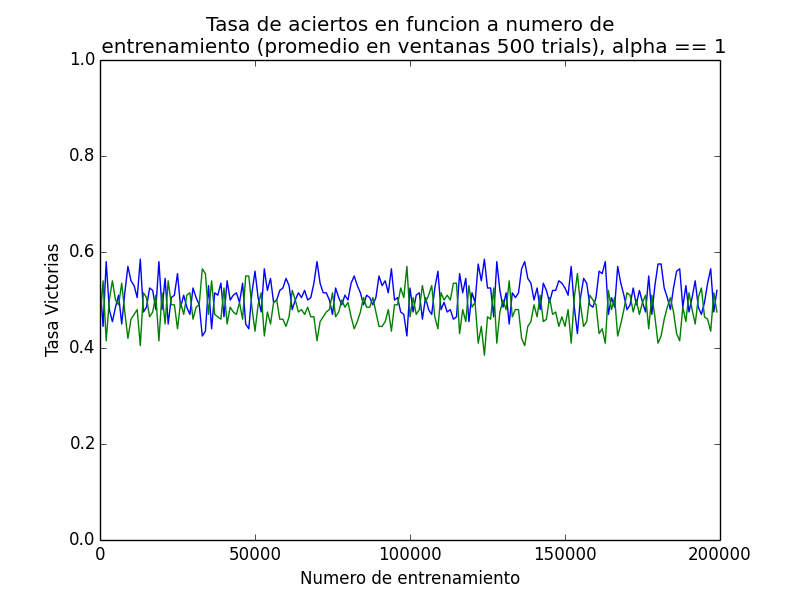 Tasa de aciertos en funcion a numero de
entrenamiento (promedio en ventanas 500 trials), alpha == 1
1.0
0.8
0.6
0.4
0.2
0.0
Tasa Victorias
0 50000 100000 150000 200000
Numero de entrenamiento